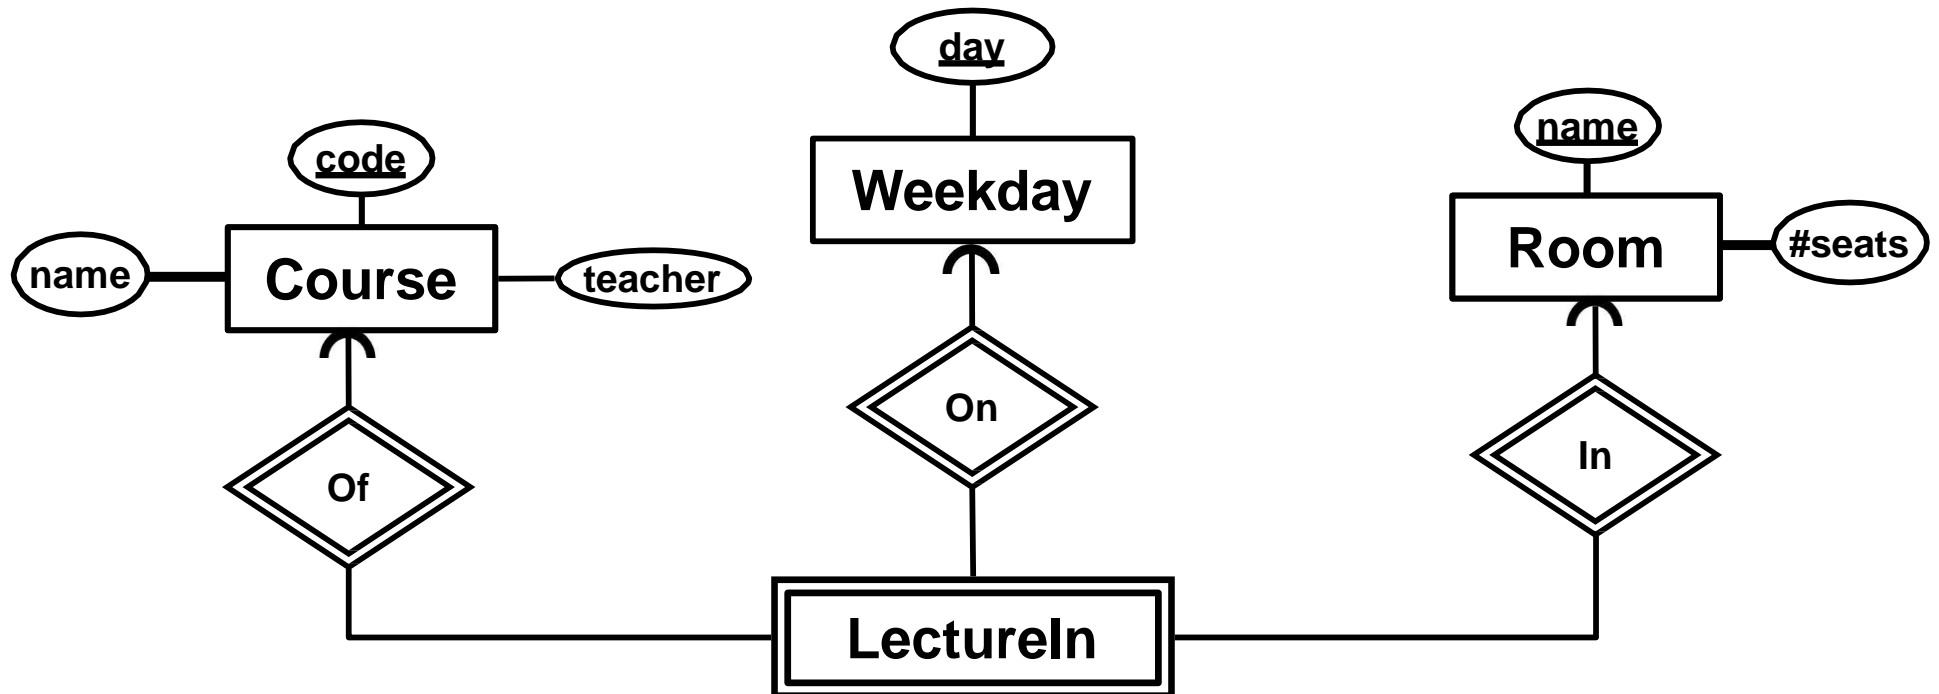 day
name
code
Weekday
Room
#seats
name
Course
teacher
On
In
Of
LectureIn